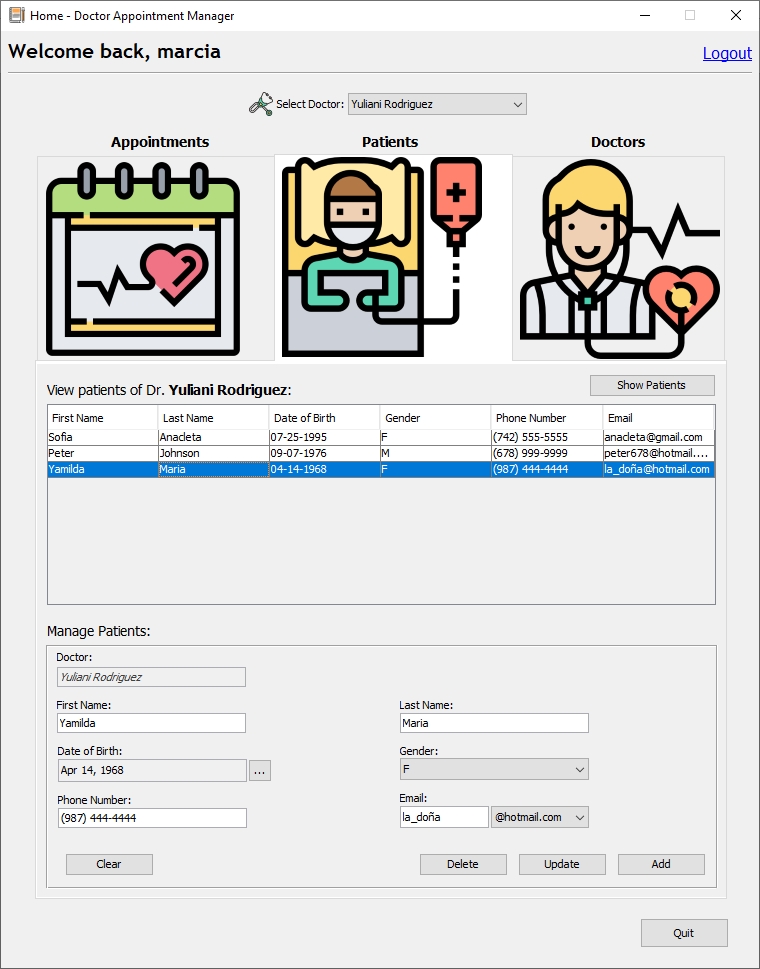 Home - Doctor Appointment Manager
Welcome back, marcia
Logout
Select Doctor: Yuliani Rodriguez
Appointments Patients Doctors
View patients of Dr. Yuliani Rodriguez:
Show Patients
First Name Last Name Date of Birth Gender Phone Number Email
Sofia Anacleta 07-25-1995 F (742) 555-5555 anacleta@gmail.com
Peter Johnson 09-07-1976 M (678) 999-9999 peter678@hotmail....
Yamilda Maria 04-14-1968 F (987) 444-4444 la_doña@hotmail.com
Manage Patients:
Doctor:
Yuliani Rodriguez
First Name: Last Name:
Yamilda Maria
Date of Birth: Gender:
Apr 14, 1968 ... F
Phone Number: Email:
(987) 444-4444 la_doña @hotmail.com
Clear Delete Update Add
Quit